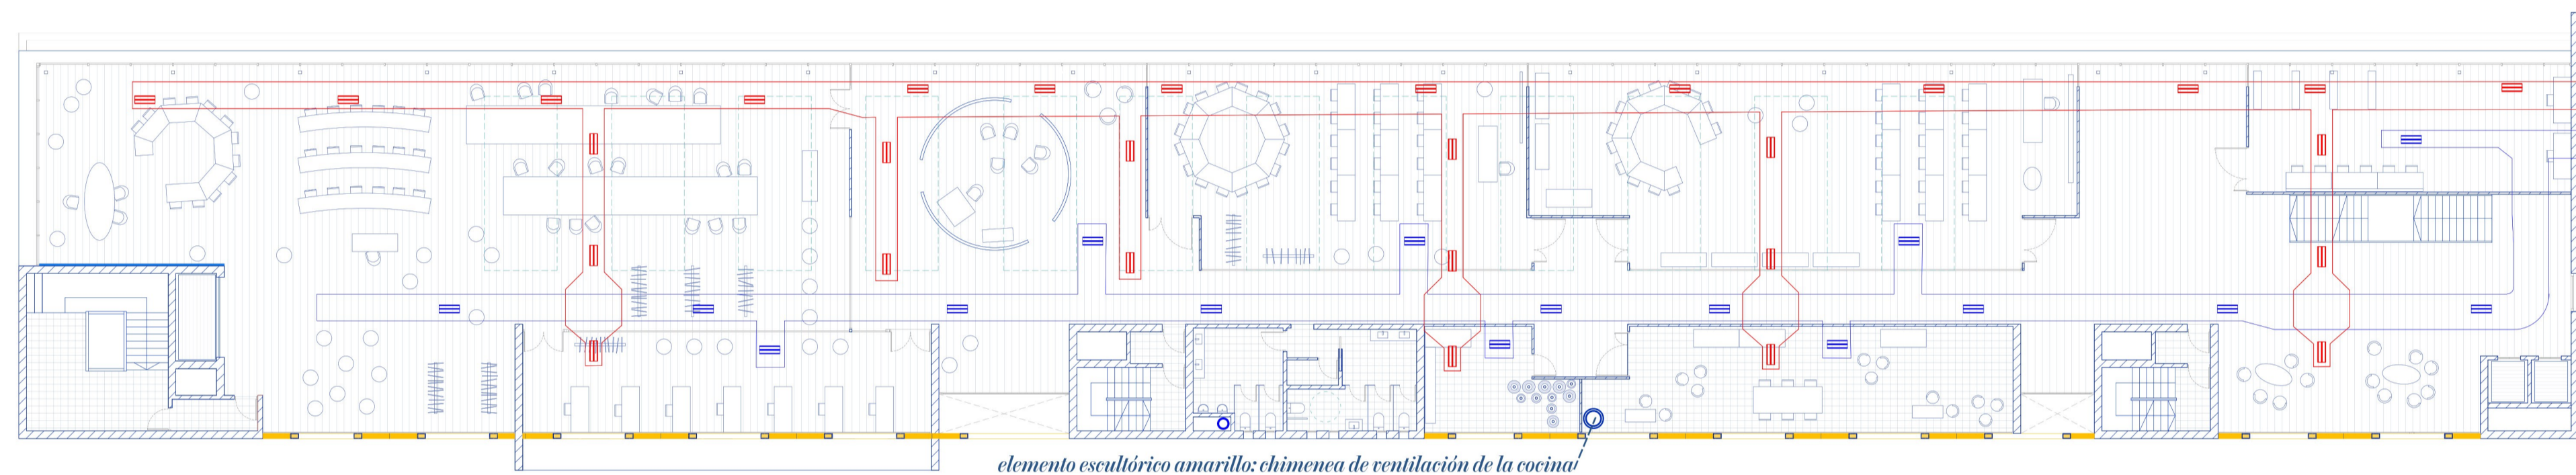 elemento escultórico amarillo: chimenea de ventilación de la cocina